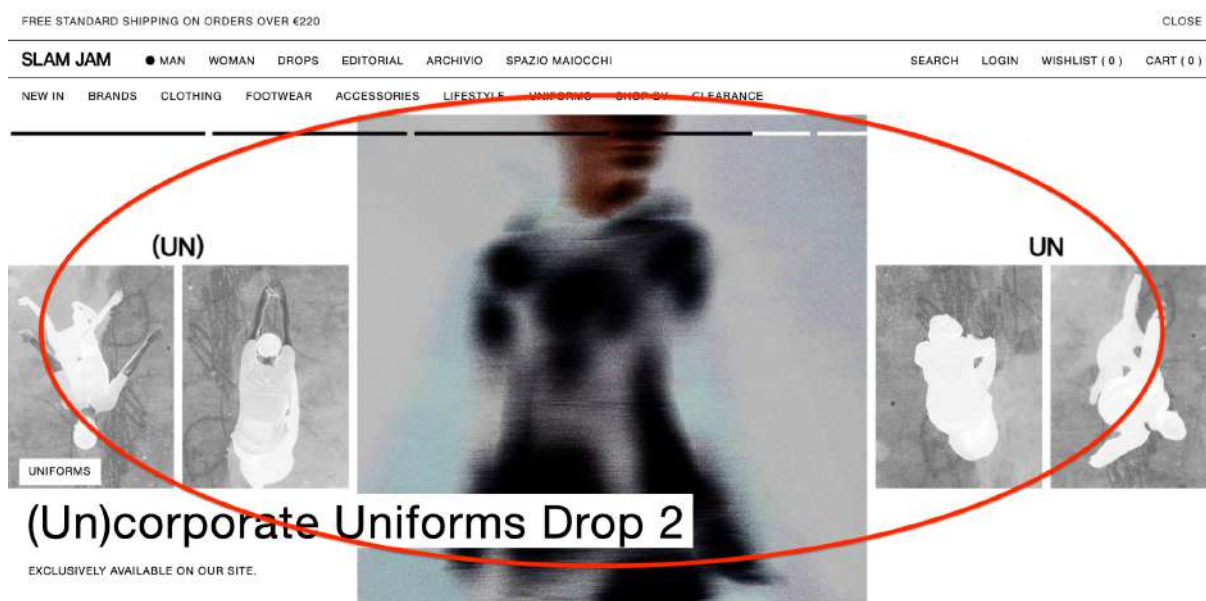 FREE STANDARD SHIPPING ON ORDERS OVER €220 CLOSE
SLAM JAM MAN WOMAN DROPS EDITORIAL ARCHIVIO SPAZIO MAIOCCHI SEARCH LOGIN WISHLIST ( 0 ) CART ( 0 )
NEW IN BRANDS CLOTHING FOOTWEAR ACCESSORIES LIFESTYLE UNIFORMS SHOP BY CLEARANCE
(UN) UN
UNIFORMS
(Un)corporate Uniforms Drop 2
EXCLUSIVELY AVAILABLE ON OUR SITE.